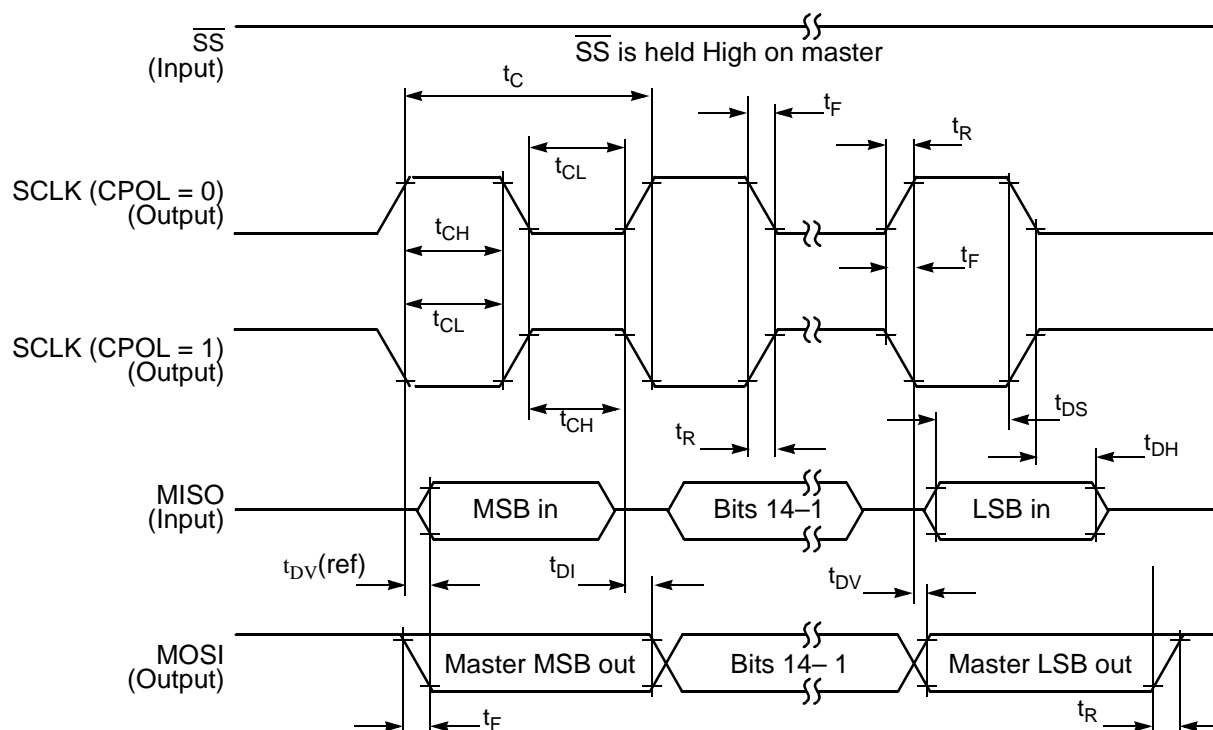 SS
(Input)
SS is held High on master
tC
tF
tR
tCL
SCLK (CPOL = 0)
(Output)
tCH
tF
tCL
SCLK (CPOL = 1)
(Output)
tCH
tR
tDS
tDH
MISO
(Input)
MSB in
Bits 14–1
LSB in
tDV(ref)
tDI
tDV
MOSI
(Output)
Master MSB out
Bits 14– 1
Master LSB out
tF
tR